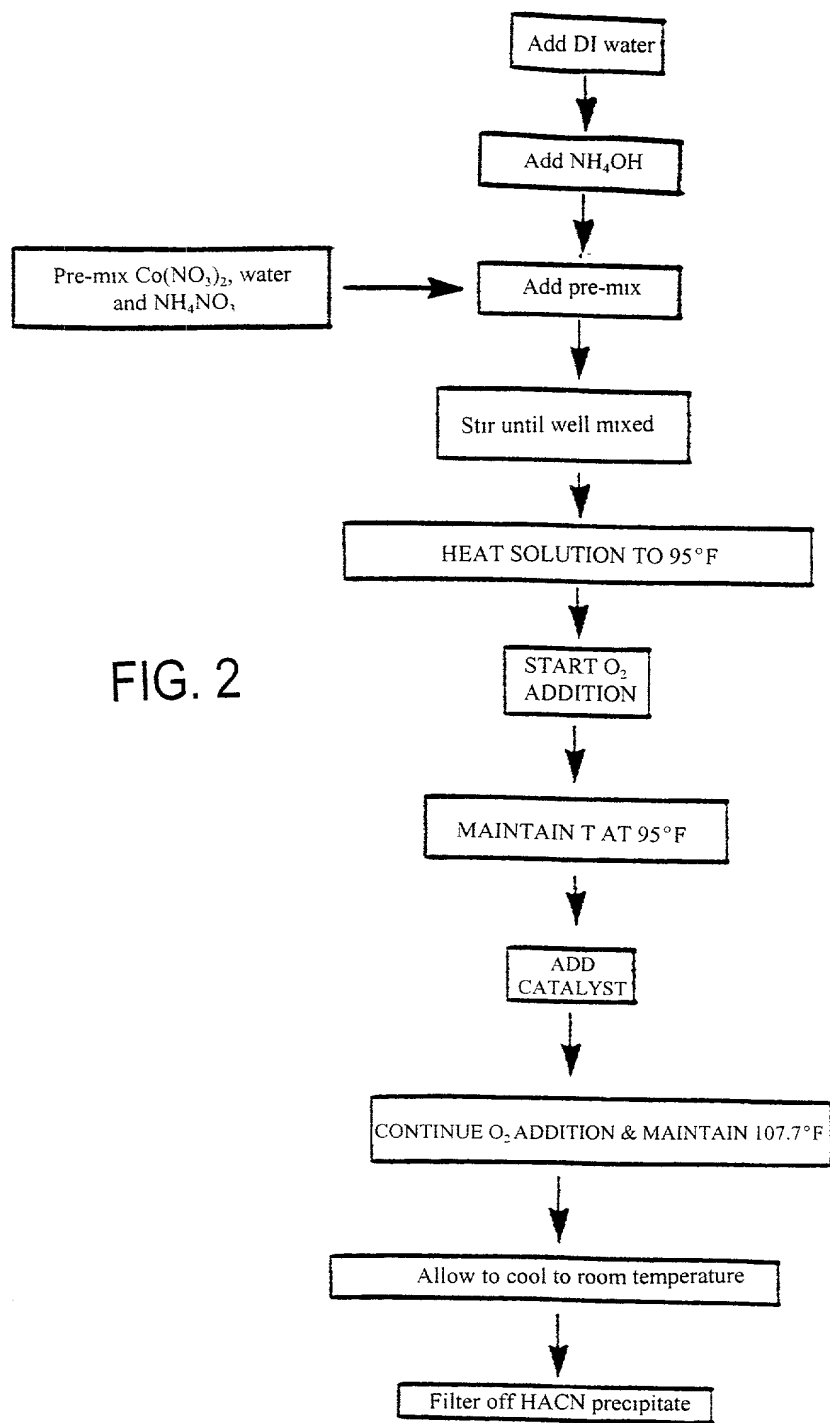 Add DI water
Add NH₄OH
Pre-mix Co(NO₃)₂, water
and NH₄NO₃
Add pre-mix
Stir until well mixed
HEAT SOLUTION TO 95°F
START O₂
ADDITION
FIG. 2
MAINTAIN T AT 95°F
ADD
CATALYST
CONTINUE O₂ ADDITION & MAINTAIN 107.7°F
Allow to cool to room temperature
Filter off HACN precipitate